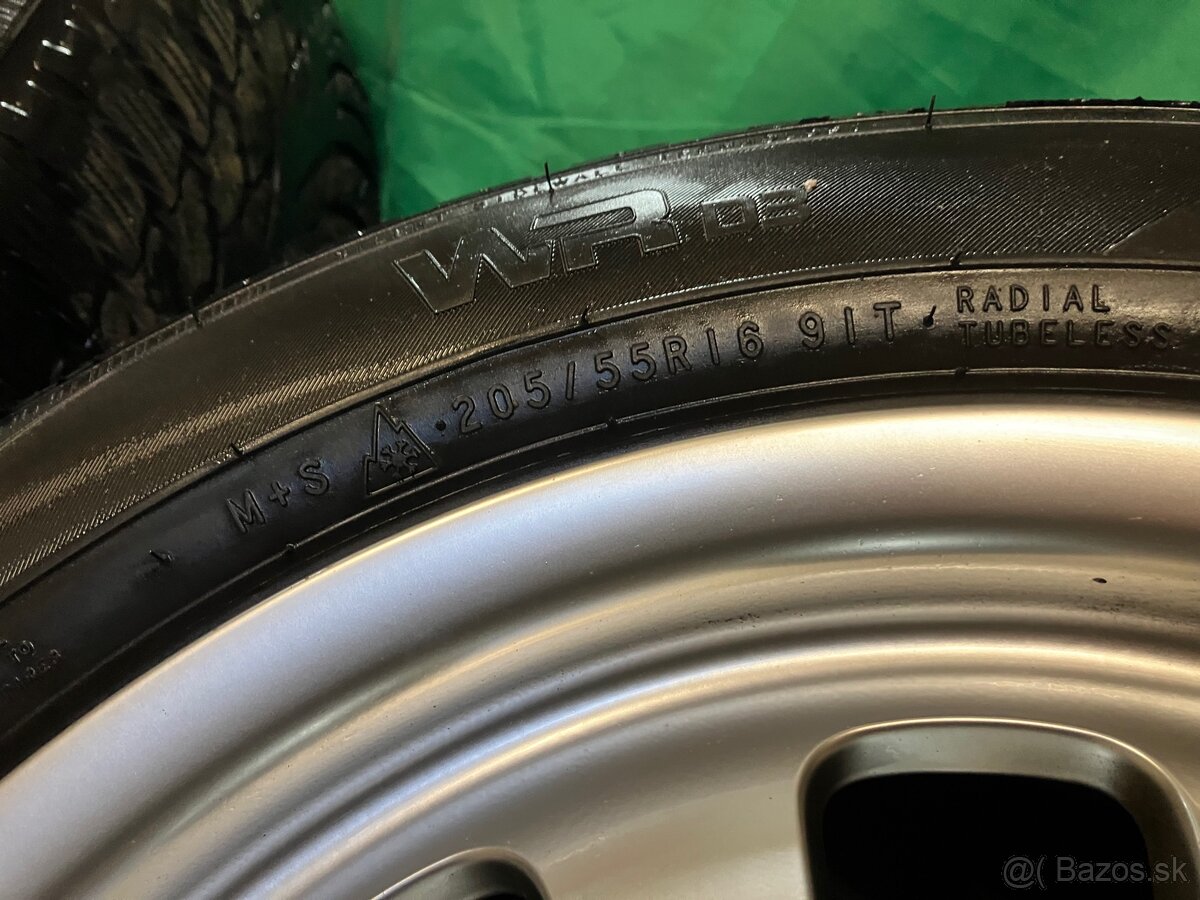 WR D3
M+S 205/55R16 91T RADIAL
TUBELESS
@( Bazos.sk